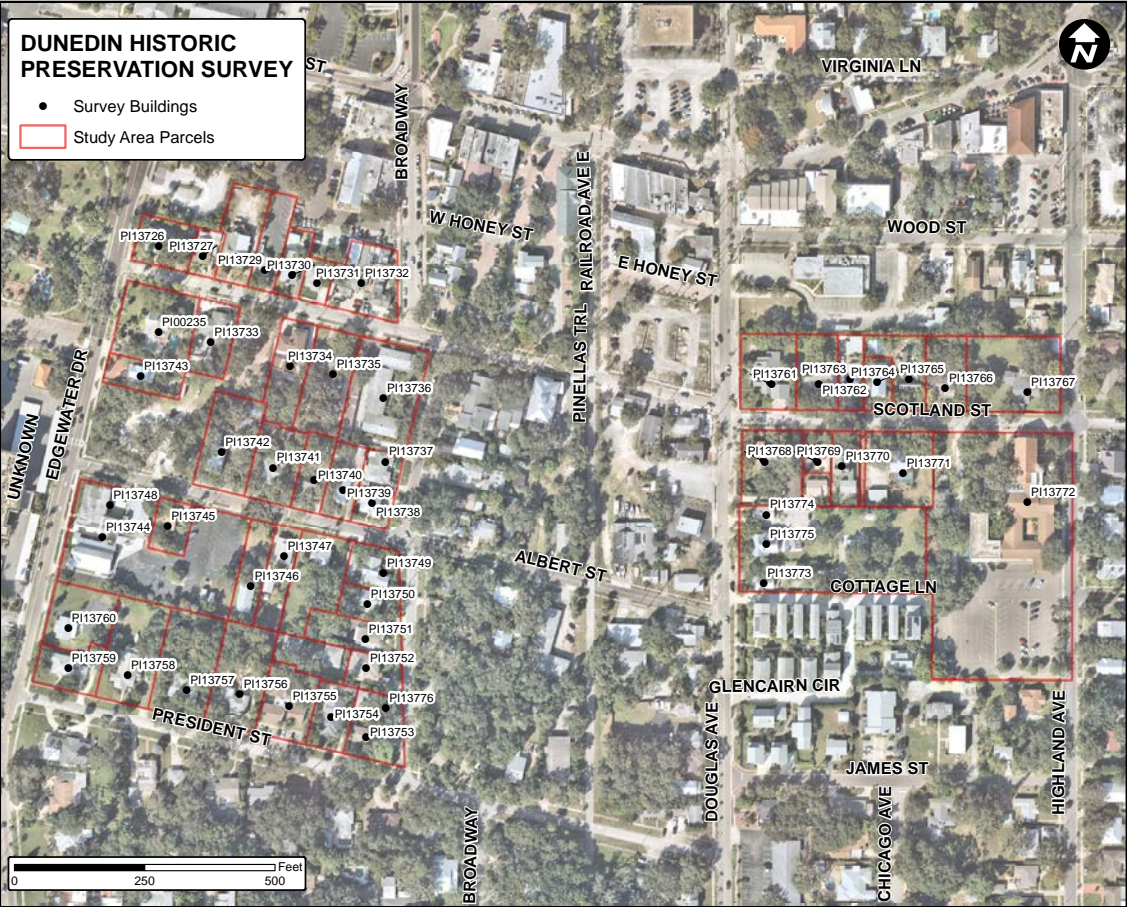 DUNEDIN HISTORIC
PRESERVATION SURVEY
Survey Buildings
Study Area Parcels
ST
BROADWAY
VIRGINIA LN
N
W HONEY ST
E HONEY ST
WOOD ST
PINELLAS TRL
RAILROAD AVE E
PI13726
PI13727
PI13729
PI13730
PI13731
PI13732
PI00235
PI13733
PI13743
PI13734
PI13735
PI13736
EDGEWATER DR
UNKNOWN
PI13742
PI13741
PI13740
PI13737
PI13739
PI13738
PI13748
PI13744
PI13745
PI13747
PI13746
PI13749
PI13750
PI13751
PI13752
PI13760
PI13759
PI13758
PI13757
PI13756
PI13755
PI13754
PI13776
PI13753
PRESIDENT ST
ALBERT ST
PI13761
PI13763
PI13762
PI13764
PI13765
PI13766
PI13767
SCOTLAND ST
PI13768
PI13769
PI13770
PI13771
PI13772
PI13774
PI13775
PI13773
COTTAGE LN
GLENCAIRN CIR
DOUGLAS AVE
JAMES ST
CHICAGO AVE
HIGHLAND AVE
BROADWAY
Feet
0 250 500